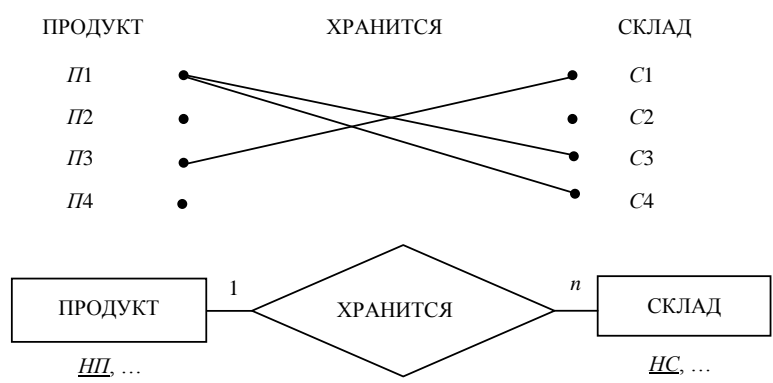 ПРОДУКТ ХРАНИТСЯ СКЛАД
П1 С1
П2 С2
П3 С3
П4 С4
1 n
ПРОДУКТ ХРАНИТСЯ СКЛАД
НП, … НС, …